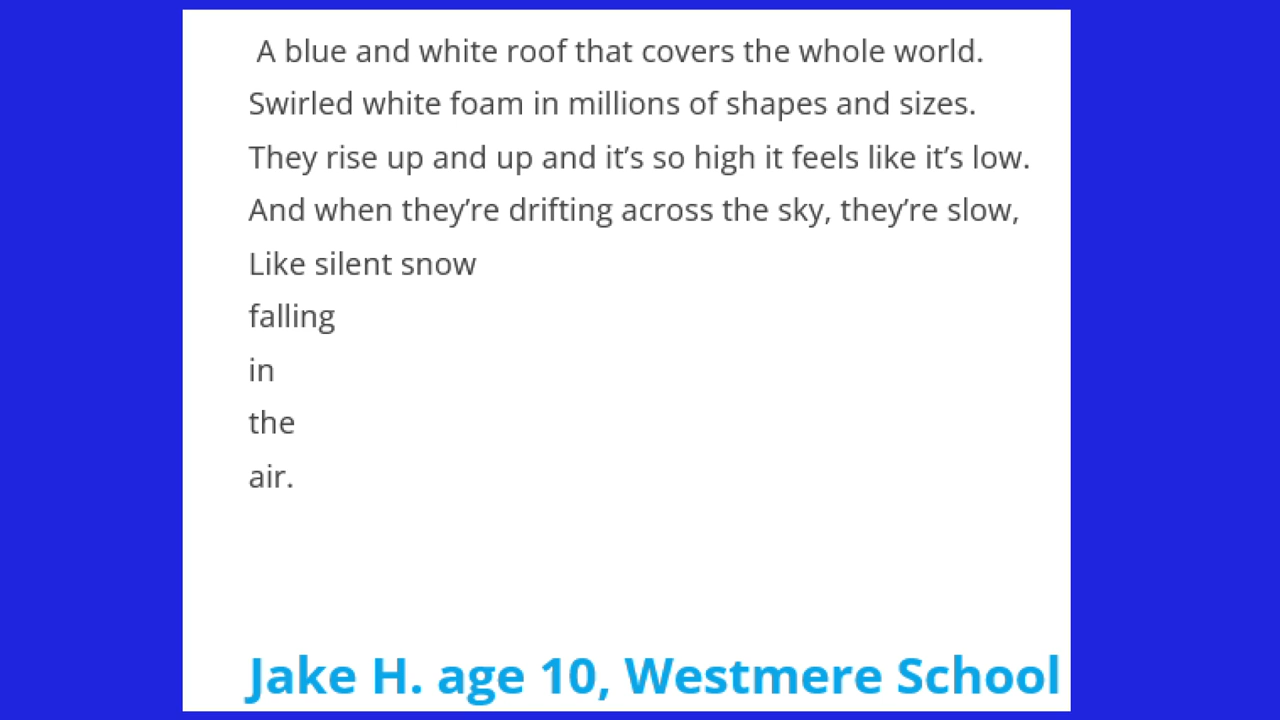 A blue and white roof that covers the whole world.
Swirled white foam in millions of shapes and sizes.
They rise up and up and it’s so high it feels like it’s low.
And when they’re drifting across the sky, they’re slow,
Like silent snow
falling
in
the
air.
Jake H. age 10, Westmere School